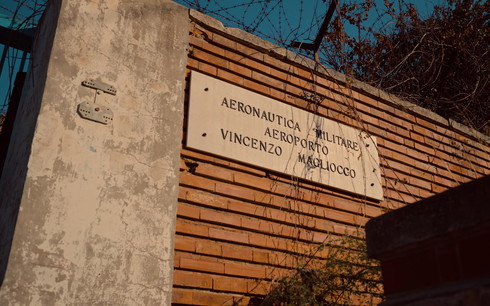 AERONAUTICA MILITARE
AEROPORTO
VINCENZO MAGLIOCCO